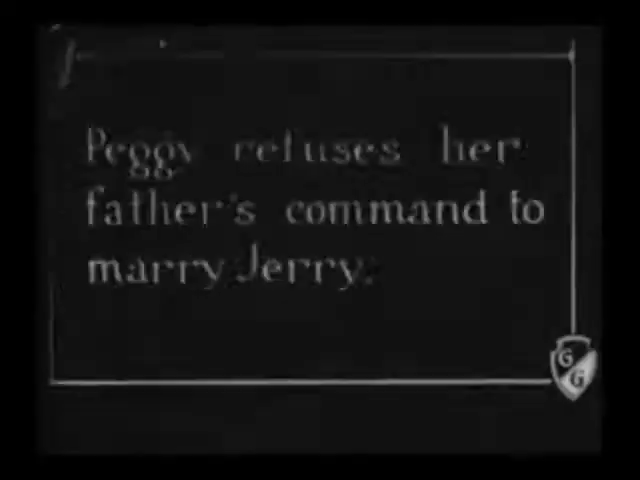 Peggy refuses her
father's command to
marry Jerry.
G
G